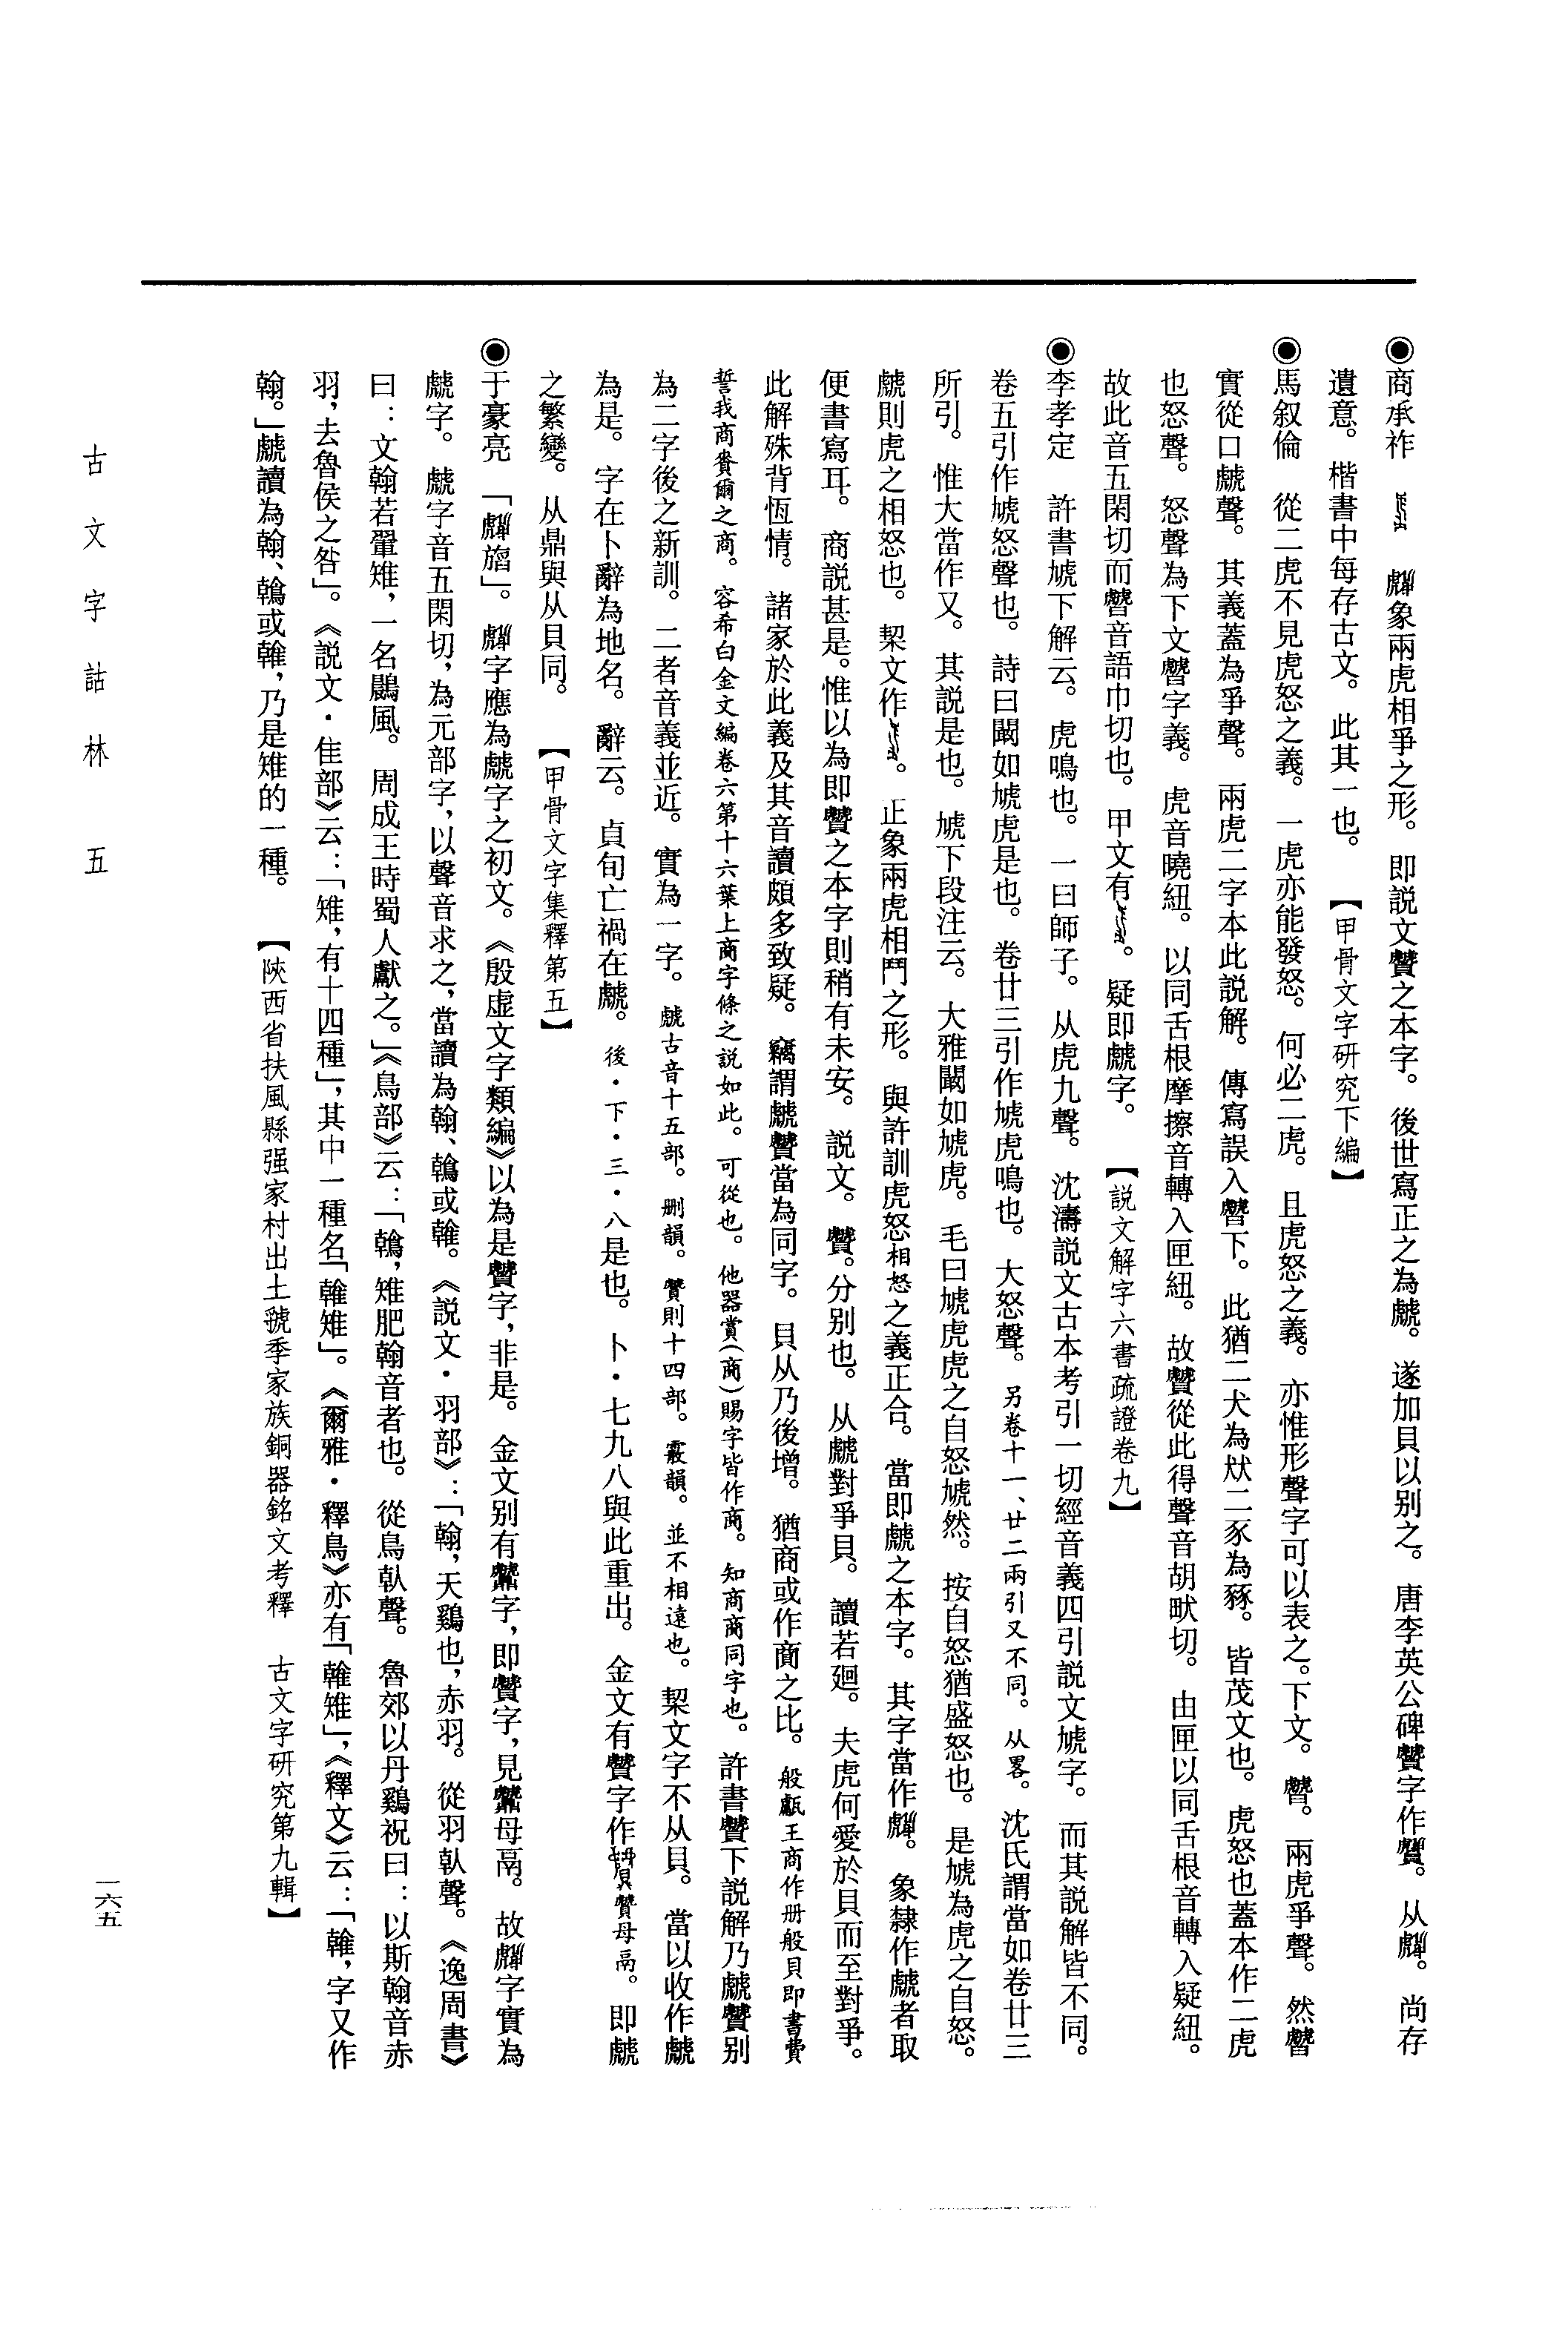 ◉商承祚　象兩虎相爭之形。即説文贙之本字。後世寫正之為虤。遂加貝以別之。唐李英公碑贙字作。从。尚存
遺意。楷書中每存古文。此其一也。【甲骨文字研究下編】
◉馬叙倫　從二虎不見虎怒之義。一虎亦能發怒。何必二虎。且虎怒之義。亦惟形聲字可以表之。下文。䖜。兩虎爭聲。然䖜
實從口虤聲。其義蓋為爭聲。兩虎二字本此説解。傳寫誤入䖜下。此猶二犬為㹜二豕為豩。皆茂文也。虎怒也蓋本作二虎
也怒聲。怒聲為下文䖜字義。虎音曉紐。以同舌根摩擦音轉入匣紐。故贙從此得聲音胡畎切。由匣以同舌根音轉入疑紐。
故此音五閑切而䖜音語巾切也。甲文有。疑即虤字。【説文解字六書疏證卷九】
◉李孝定　許書虓下解云。虎鳴也。一曰師子。从虎九聲。沈濤説文古本考引一切經音義四引説文虓字。而其説解皆不同。
卷五引作虓怒聲也。詩曰闞如虓虎是也。卷廿三引作虓虎鳴也。大怒聲。另卷十一、廿二兩引又不同。从畧。沈氏謂當如卷廿三
所引。惟大當作又。其説是也。虓下段注云。大雅闞如虓虎。毛曰虓虎虎之自怒虓然。按自怒猶盛怒也。是虓為虎之自怒。
虤則虎之相怒也。栔文作。正象兩虎相鬥之形。與許訓虎怒相怒之義正合。當即虤之本字。其字當作。象隸作虤者取
便書寫耳。商説甚是。惟以為即贙之本字則稍有未安。説文。贙。分別也。从虤對爭貝。讀若迴。夫虎何愛於貝而至對爭。
此解殊背恆情。諸家於此義及其音讀頗多致疑。竊謂虤贙當為同字。貝从乃後增。猶商或作啇之比。般甗王商作册般貝即書費
誓我商賚爾之商。容希白金文編卷六第十六葉上商字條之説如此。可從也。他器賞(商)賜字皆作商。知商啇同字也。許書贙下説解乃虤贙別
為二字後之新訓。二者音義並近。實為一字。虤古音十五部。删韻。贙則十四部。霰韻。並不相遠也。栔文字不从貝。當以收作虤
為是。字在卜辭為地名。辭云。貞旬亡禍在虤。後・下・三・八是也。卜・七九八與此重出。金文有贙字作贙母鬲。即虤
之繁變。从鼎與从貝同。【甲骨文字集釋第五】
◉于豪亮　「」。字應為虤字之初文。《殷虚文字類編》以為是贙字，非是。金文別有字，即贙字，見母鬲。故字實為
虤字。虤字音五閑切，為元部字，以聲音求之，當讀為翰、鶾或雗。《説文・羽部》：「翰，天鷄也，赤羽。從羽倝聲。《逸周書》
曰：文翰若翬雉，一名鷐風。周成王時蜀人獻之。」《鳥部》云：「鶾，雉肥翰音者也。從鳥倝聲。魯郊以丹鷄祝曰：以斯翰音赤
羽，去魯侯之咎」。《説文・隹部》云：「雉，有十四種」，其中一種名「雗雉」。《爾雅・釋鳥》亦有「雗雉」，《釋文》云：「雗，字又作
翰。」虤讀為翰、鶾或雗，乃是雉的一種。【陝西省扶風縣强家村出土虢季家族銅器銘文考釋　古文字研究第九輯】
古文字詁林　五
一六五